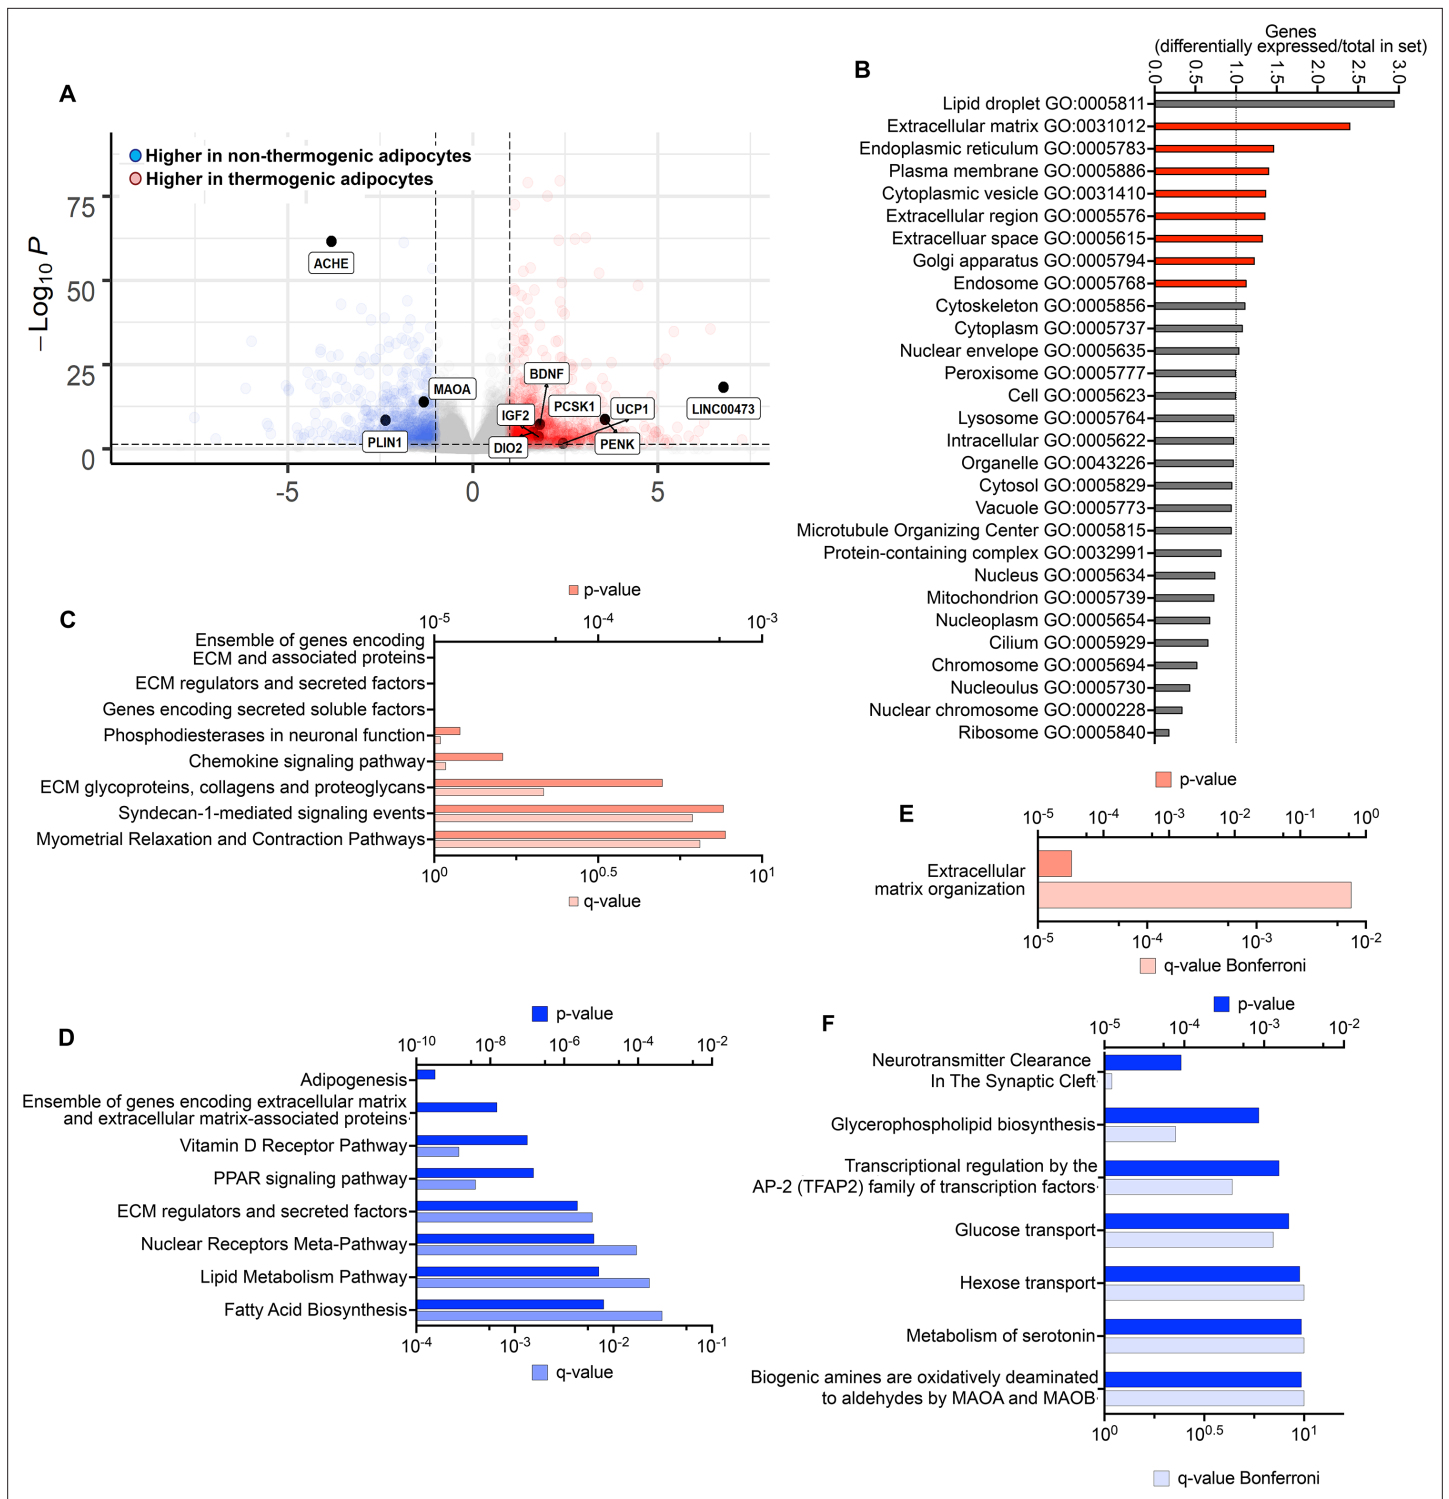 A
Higher in non-thermogenic adipocytes
Higher in thermogenic adipocytes
−Log10 P
75
50
25
0
-5
0
5
ACHE
MAOA
PLIN1
BDNF
IGF2
PCSK1
UCP1
DIO2
PENK
LINC00473
B
Genes
(differentially expressed/total in set)
0.0
0.5
1.0
1.5
2.0
2.5
3.0
Lipid droplet GO:0005811
Extracellular matrix GO:0031012
Endoplasmic reticulum GO:0005783
Plasma membrane GO:0005886
Cytoplasmic vesicle GO:0031410
Extracellular region GO:0005576
Extracelluar space GO:0005615
Golgi apparatus GO:0005794
Endosome GO:0005768
Cytoskeleton GO:0005856
Cytoplasm GO:0005737
Nuclear envelope GO:0005635
Peroxisome GO:0005777
Cell GO:0005623
Lysosome GO:0005764
Intracellular GO:0005622
Organelle GO:0043226
Cytosol GO:0005829
Vacuole GO:0005773
Microtubule Organizing Center GO:0005815
Protein-containing complex GO:0032991
Nucleus GO:0005634
Mitochondrion GO:0005739
Nucleoplasm GO:0005654
Cilium GO:0005929
Chromosome GO:0005694
Nucleoulus GO:0005730
Nuclear chromosome GO:0000228
Ribosome GO:0005840
C
p-value
10-5 10-4 10-3
Ensemble of genes encoding
ECM and associated proteins
ECM regulators and secreted factors
Genes encoding secreted soluble factors
Phosphodiesterases in neuronal function
Chemokine signaling pathway
ECM glycoproteins, collagens and proteoglycans
Syndecan-1-mediated signaling events
Myometrial Relaxation and Contraction Pathways
100 100.5 101
q-value
E
p-value
10-5 10-4 10-3 10-2 10-1 100
Extracellular
matrix organization
10-5 10-4 10-3 10-2
q-value Bonferroni
D
p-value
10-10 10-8 10-6 10-4 10-2
Adipogenesis
Ensemble of genes encoding extracellular matrix
and extracellular matrix-associated proteins
Vitamin D Receptor Pathway
PPAR signaling pathway
ECM regulators and secreted factors
Nuclear Receptors Meta-Pathway
Lipid Metabolism Pathway
Fatty Acid Biosynthesis
10-4 10-3 10-2 10-1
q-value
F
p-value
10-5 10-4 10-3 10-2
Neurotransmitter Clearance
In The Synaptic Cleft
Glycerophospholipid biosynthesis
Transcriptional regulation by the
AP-2 (TFAP2) family of transcription factors
Glucose transport
Hexose transport
Metabolism of serotonin
Biogenic amines are oxidatively deaminated
to aldehydes by MAOA and MAOB
100 100.5 101
q-value Bonferroni